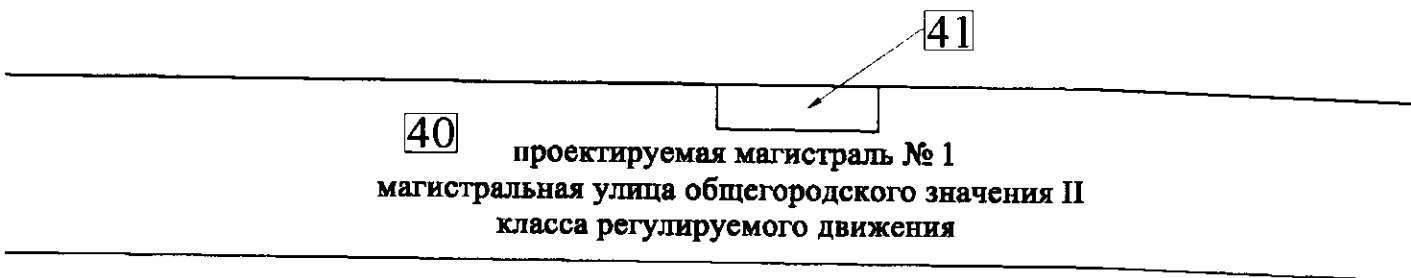 41
40
проектируемая магистраль № 1
магистральная улица общегородского значения II
класса регулируемого движения